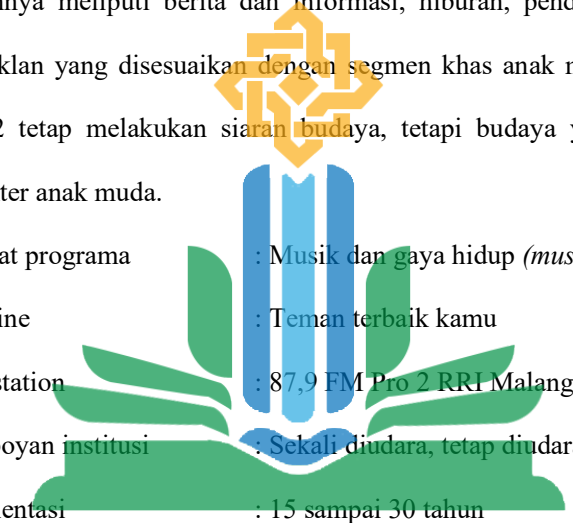 nya meliputi berita dan informasi, hiburan, pend
klan yang disesuaikan dengan segmen khas anak m
2 tetap melakukan siaran budaya, tetapi budaya y
ter anak muda.
at programa : Musik dan gaya hidup (mus
ine : Teman terbaik kamu
station : 87,9 FM Pro 2 RRI Malang
oyan institusi : Sekali diudara, tetap diudar
entasi : 15 sampai 30 tahun